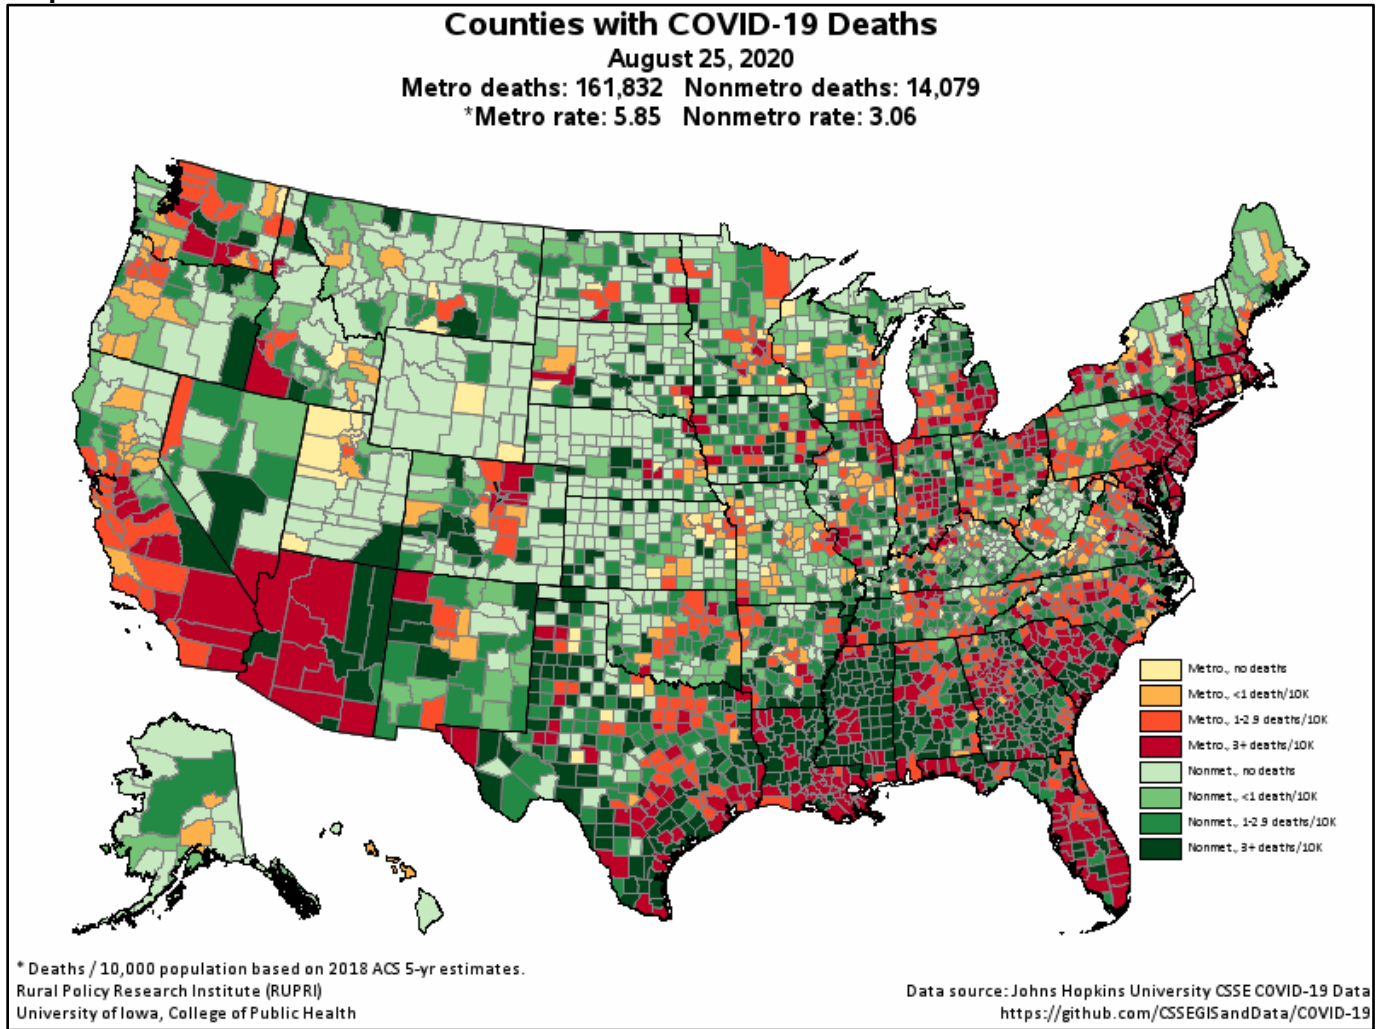 Counties with COVID-19 Deaths
August 25, 2020
Metro deaths: 161,832 Nonmetro deaths: 14,079
*Metro rate: 5.85 Nonmetro rate: 3.06
Metro., no deaths
Metro., <1 death/10K
Metro., 1-2.9 deaths/10K
Metro., 3+ deaths/10K
Nonmet., no deaths
Nonmet., <1 death/10K
Nonmet., 1-2.9 deaths/10K
Nonmet., 3+ deaths/10K
* Deaths / 10,000 population based on 2018 ACS 5-yr estimates.
Rural Policy Research Institute (RUPRI)
University of Iowa, College of Public Health
Data source: Johns Hopkins University CSSE COVID-19 Data
https://github.com/CSSEGISandData/COVID-19